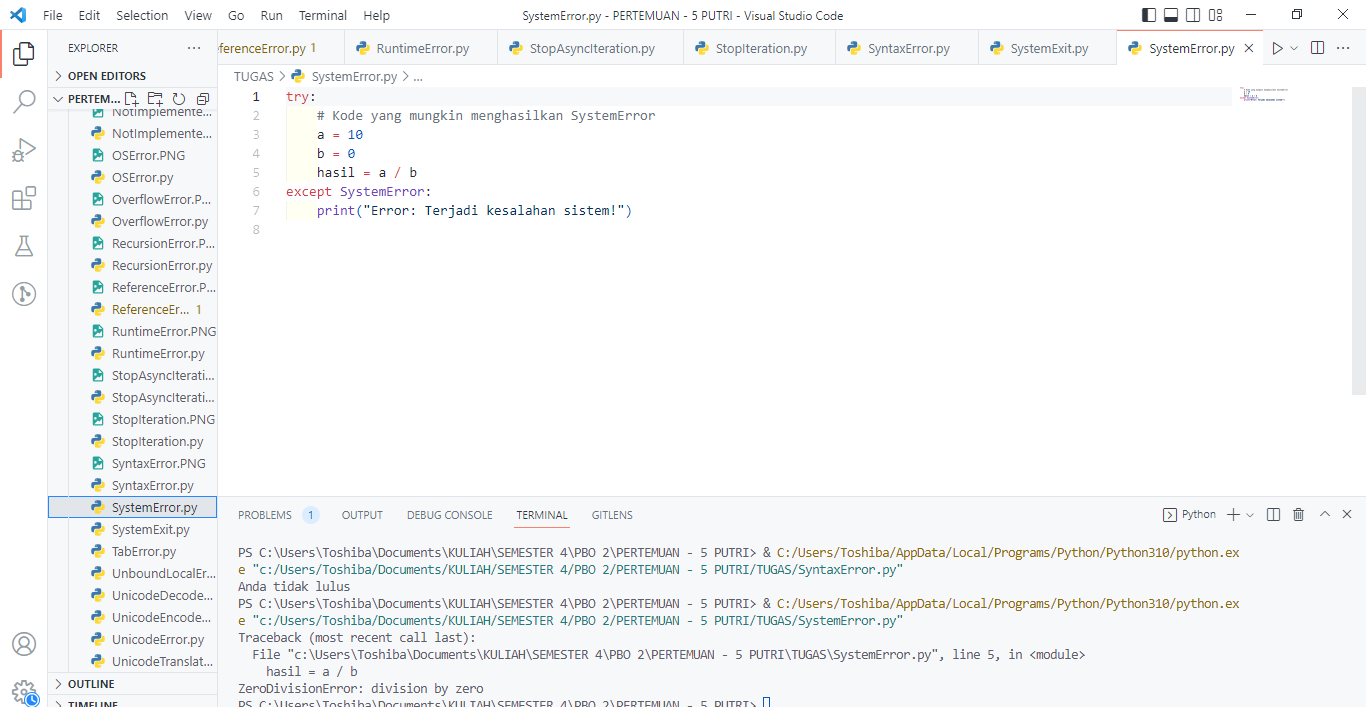 File Edit Selection View Go Run Terminal Help SystemError.py - PERTEMUAN - 5 PUTRI - Visual Studio Code
EXPLORER ...
ferenceError.py 1 RuntimeError.py StopAsyncIteration.py StopIteration.py SyntaxError.py SystemExit.py SystemError.py
OPEN EDITORS
PERTEM...
NotImplemente...
NotImplemente...
OSError.PNG
OSError.py
OverflowError.P...
OverflowError.py
RecursionError.P...
RecursionError.py
ReferenceError.P...
ReferenceEr... 1
RuntimeError.PNG
RuntimeError.py
StopAsyncIterati...
StopAsyncIterati...
StopIteration.PNG
StopIteration.py
SyntaxError.PNG
SyntaxError.py
SystemError.py
SystemExit.py
TabError.py
UnboundLocalEr...
UnicodeDecode...
UnicodeEncode...
UnicodeError.py
UnicodeTranslat...
OUTLINE
TIMELINE
TUGAS > SystemError.py > ...
1 try:
2 # Kode yang mungkin menghasilkan SystemError
3 a = 10
4 b = 0
5 hasil = a / b
6 except SystemError:
7 print("Error: Terjadi kesalahan sistem!")
8
PROBLEMS 1 OUTPUT DEBUG CONSOLE TERMINAL GITLENS Python
PS C:\Users\Toshiba\Documents\KULIAH\SEMESTER 4\PBO 2\PERTEMUAN - 5 PUTRI> & C:/Users/Toshiba/AppData/Local/Programs/Python/Python310/python.ex
e "c:/Users/Toshiba/Documents/KULIAH/SEMESTER 4/PBO 2/PERTEMUAN - 5 PUTRI/TUGAS/SyntaxError.py"
Anda tidak lulus
PS C:\Users\Toshiba\Documents\KULIAH\SEMESTER 4\PBO 2\PERTEMUAN - 5 PUTRI> & C:/Users/Toshiba/AppData/Local/Programs/Python/Python310/python.ex
e "c:/Users/Toshiba/Documents/KULIAH/SEMESTER 4/PBO 2/PERTEMUAN - 5 PUTRI/TUGAS/SystemError.py"
Traceback (most recent call last):
File "c:\Users\Toshiba\Documents\KULIAH\SEMESTER 4\PBO 2\PERTEMUAN - 5 PUTRI\TUGAS\SystemError.py", line 5, in <module>
hasil = a / b
ZeroDivisionError: division by zero
PS C:\Users\Toshiba\Documents\KULIAH\SEMESTER 4\PBO 2\PERTEMUAN - 5 PUTRI>